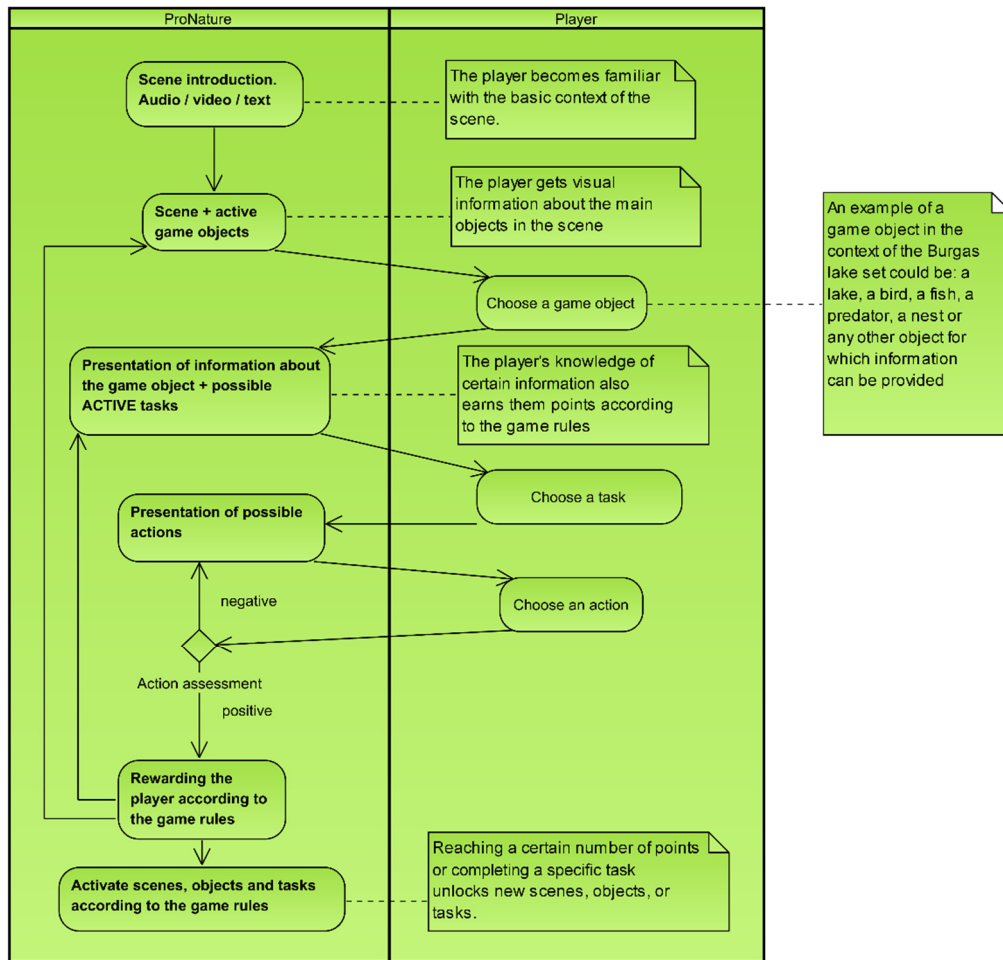 ProNature
Player
Scene introduction.
Audio / video / text
The player becomes familiar
with the basic context of the
scene.
Scene + active
game objects
The player gets visual
information about the main
objects in the scene
An example of a
game object in the
context of the Burgas
lake set could be: a
lake, a bird, a fish, a
predator, a nest or
any other object for
which information
can be provided
Choose a game object
Presentation of information about
the game object + possible
ACTIVE tasks
The player's knowledge of
certain information also
earns them points according
to the game rules
Choose a task
Presentation of possible
actions
Choose an action
negative
Action assessment
positive
Rewarding the
player according to
the game rules
Activate scenes, objects and tasks
according to the game rules
Reaching a certain number of points
or completing a specific task
unlocks new scenes, objects, or
tasks.